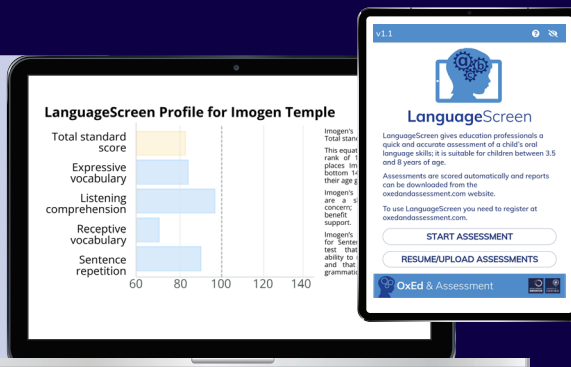 LanguageScreen Profile for Imogen Temple
Total standard
score
Expressive
vocabulary
Listening
comprehension
Receptive
vocabulary
Sentence
repetition
60 80 100 120 140
Imogen's
Total stand
This equat
rank of 1
places Im
bottom 14
their age g
Imogen's
are a sl
concern;
benefit
support.
Imogen's
for Senten
test that
ability to
and that
grammatic
v1.1
LanguageScreen
LanguageScreen gives education professionals a
quick and accurate assessment of a child's oral
language skills; it is suitable for children between 3.5
and 8 years of age.
Assessments are scored automatically and reports
can be downloaded from the
oxedandassessment.com.
To use LanguageScreen you need to register at
oxedandassessment.com.
START ASSESSMENT
RESUME/UPLOAD ASSESSMENTS
OxEd & Assessment